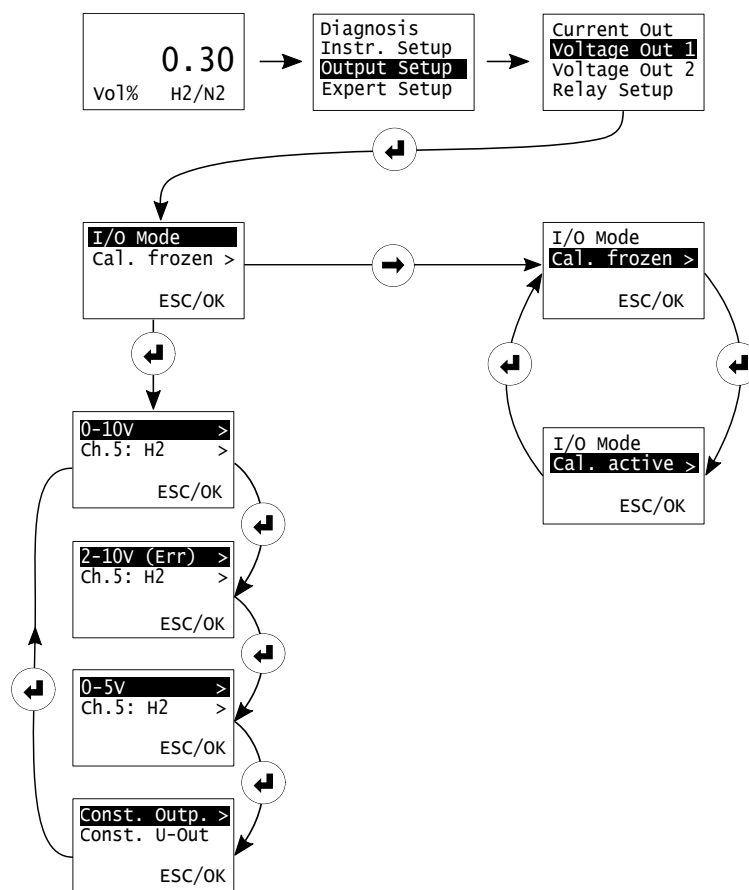 0.30
Vol% H2/N2
Diagnosis
Instr. Setup
Output Setup
Expert Setup
Current Out
Voltage Out 1
Voltage Out 2
Relay Setup
I/O Mode
Cal. frozen >
ESC/OK
I/O Mode
Cal. frozen >
ESC/OK
I/O Mode
Cal. active >
ESC/OK
0-10V >
Ch.5: H2 >
ESC/OK
2-10V (Err) >
Ch.5: H2 >
ESC/OK
0-5V >
Ch.5: H2 >
ESC/OK
Const. Outp. >
Const. U-Out
ESC/OK